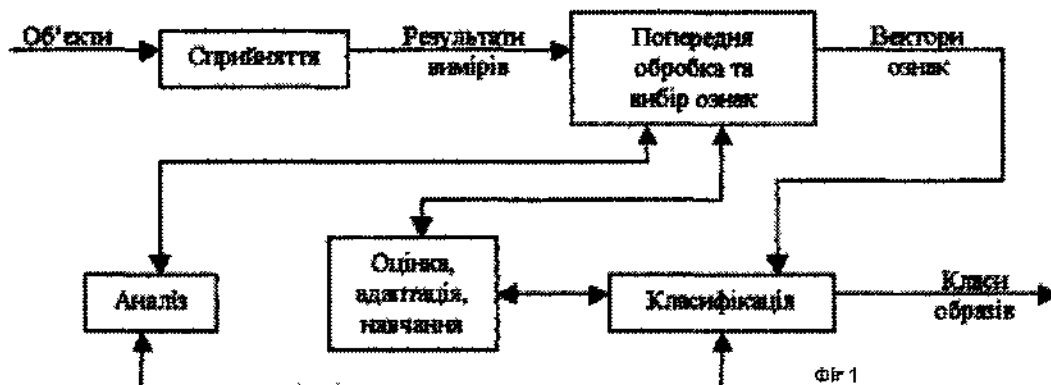 Об'єкти
Сприйняття
Результати
вимірів
Попередня
обробка та
вибір ознак
Вектори
ознак
Аналіз
Оцінка,
адаптація,
навчання
Класифікація
Класи
образів
Фіг 1